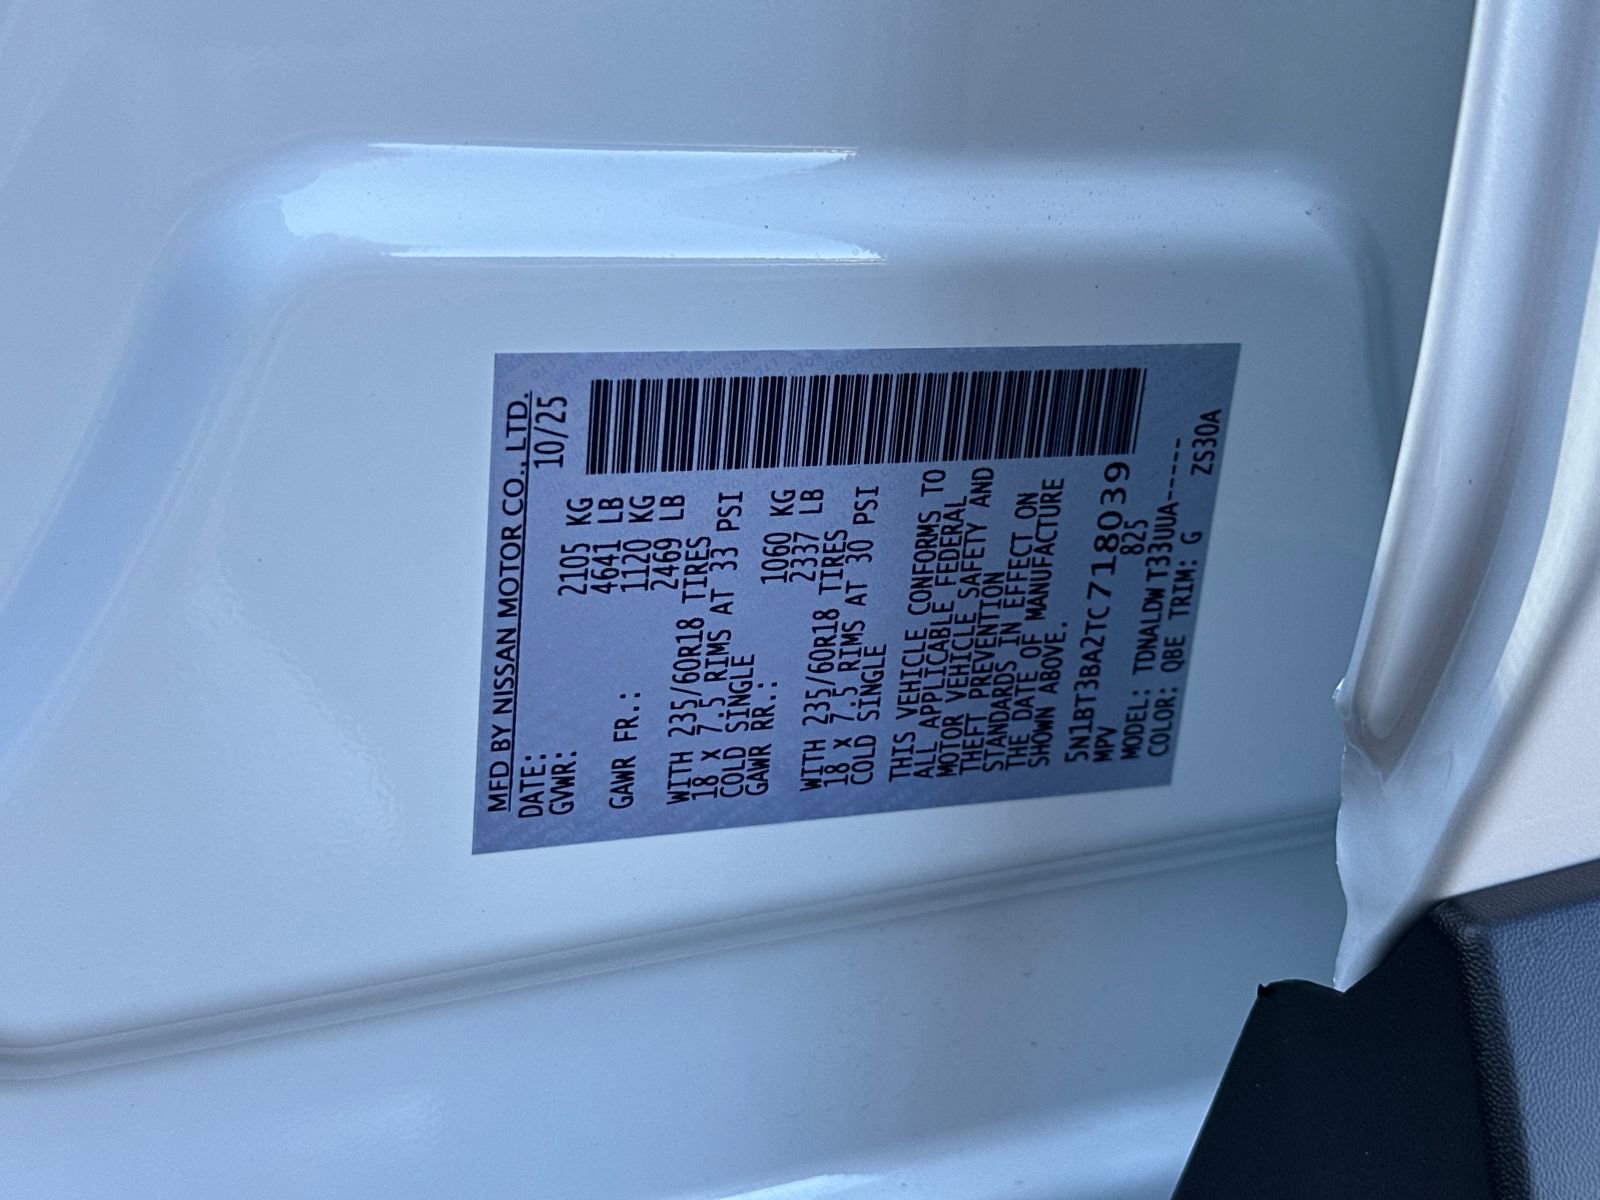 MFD BY NISSAN MOTOR CO., LTD.
DATE: 10/25
GVWR: 2105 KG
4641 LB
GAWR FR.: 1120 KG
2469 LB
WITH 235/60R18 TIRES
18 X 7.5 RIMS AT 33 PSI
COLD SINGLE
GAWR RR.: 1060 KG
2337 LB
WITH 235/60R18 TIRES
18 X 7.5 RIMS AT 30 PSI
COLD SINGLE
THIS VEHICLE CONFORMS TO
ALL APPLICABLE FEDERAL
MOTOR VEHICLE SAFETY AND
THEFT PREVENTION
STANDARDS IN EFFECT ON
THE DATE OF MANUFACTURE
SHOWN ABOVE.
5N1BT3BA2TC718039
MPV 825
MODEL: TDNALDWT33UUA-----
COLOR: QBE TRIM: G ZS30A